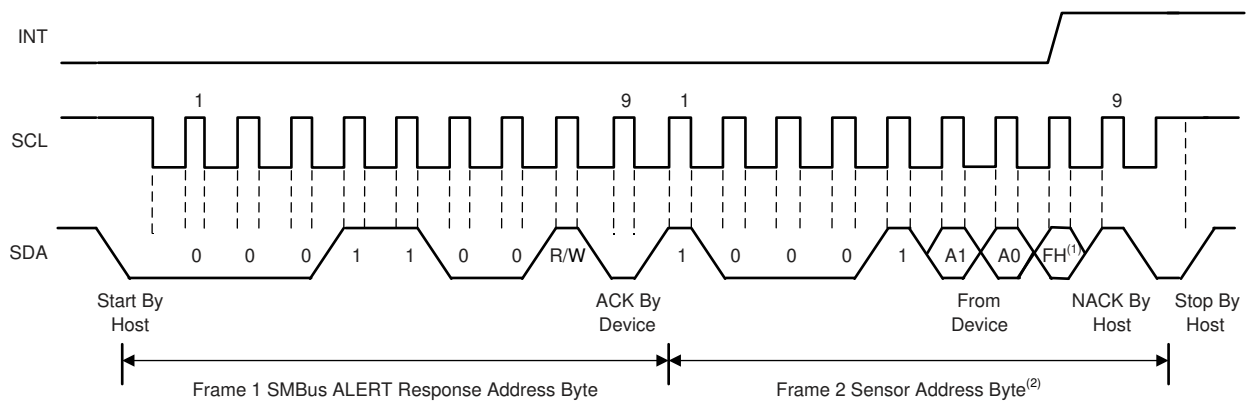 INT
1 9 1 9
SCL
SDA
0 0 0 1 1 0 0 R/W 1 0 0 0 1 A1 A0 FH(1)
Start By
Host
ACK By
Device
From
Device
NACK By
Host
Stop By
Host
Frame 1 SMBus ALERT Response Address Byte
Frame 2 Sensor Address Byte(2)